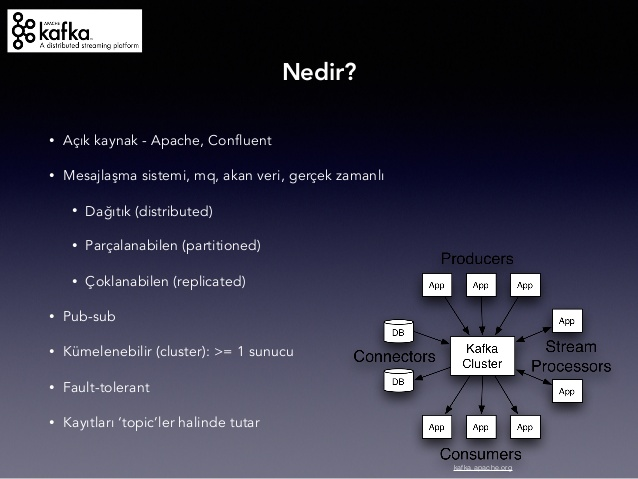 APACHE
kafka
A distributed streaming platform
Nedir?
• Açık kaynak - Apache, Confluent
• Mesajlaşma sistemi, mq, akan veri, gerçek zamanlı
• Dağıtık (distributed)
• Parçalanabilen (partitioned)
• Çoklanabilen (replicated)
• Pub-sub
• Kümelenebilir (cluster): >= 1 sunucu
• Fault-tolerant
• Kayıtları ‘topic’ler halinde tutar
Producers
App App App
DB
Connectors
DB
Kafka
Cluster
App
Stream
Processors
App
App App App
Consumers
kafka.apache.org